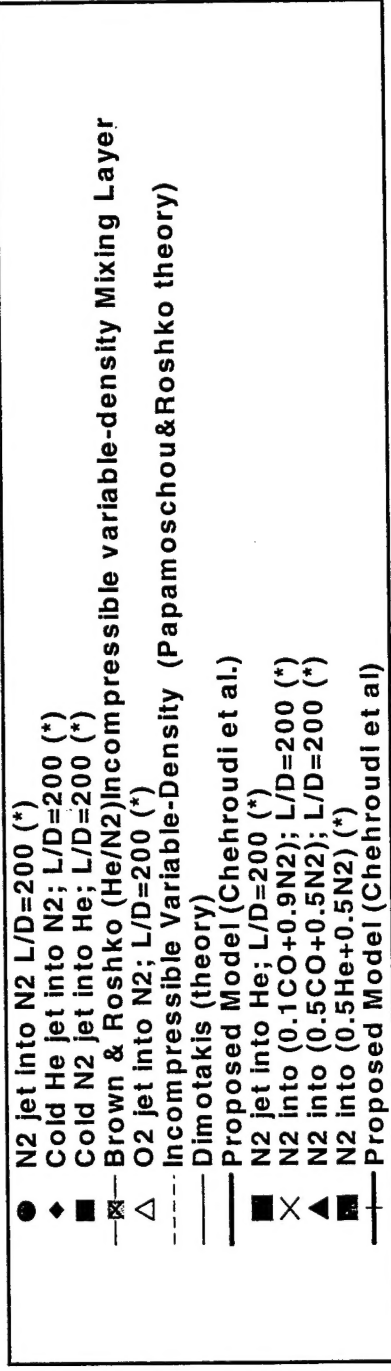 N2 jet into N2 L/D=200 (*)
Cold He jet into N2; L/D=200 (*)
Cold N2 jet into He; L/D=200 (*)
Brown & Roshko (He/N2)Incompressible variable-density Mixing Layer
O2 jet into N2; L/D=200 (*)
Incompressible Variable-Density (Papamoschou&Roshko theory)
Dimotakis (theory)
Proposed Model (Chehroudi et al.)
N2 jet into He; L/D=200 (*)
N2 into (0.1CO+0.9N2); L/D=200 (*)
N2 into (0.5CO+0.5N2); L/D=200 (*)
N2 into (0.5He+0.5N2) (*)
Proposed Model (Chehroudi et al)